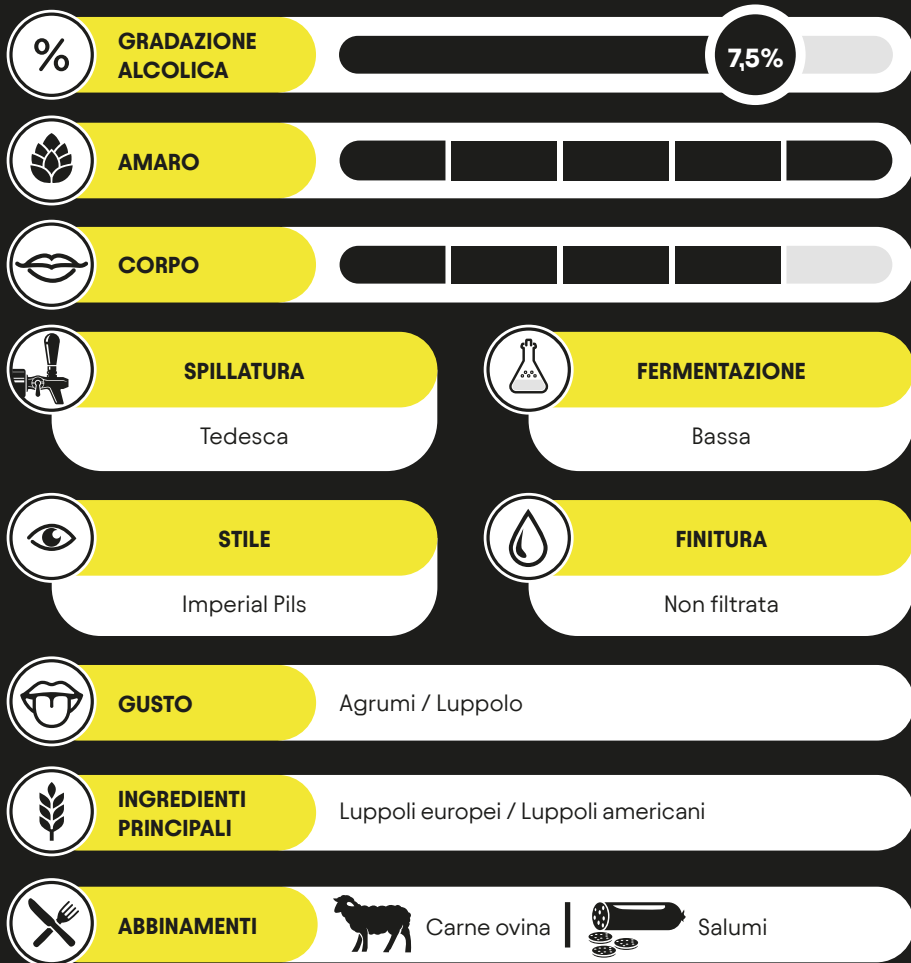 %
GRADAZIONE
ALCOLICA
7,5%
AMARO
CORPO
SPILLATURA
Tedesca
FERMENTAZIONE
Bassa
STILE
Imperial Pils
FINITURA
Non filtrata
GUSTO
Agrumi / Luppolo
INGREDIENTI
PRINCIPALI
Luppoli europei / Luppoli americani
ABBINAMENTI
Carne ovina
Salumi